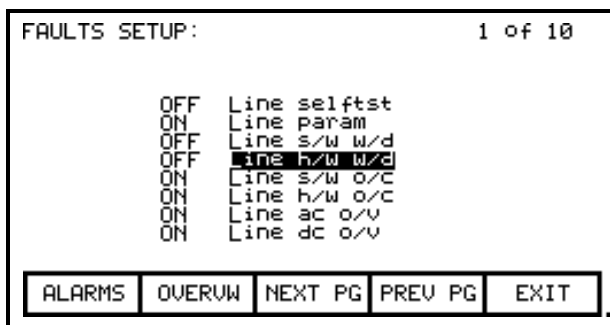 FAULTS SETUP: 1 of 10
OFF Line selftst
ON Line param
OFF Line s/w w/d
OFF Line h/w w/d
ON Line s/w o/c
ON Line h/w o/c
ON Line ac o/v
ON Line dc o/v
ALARMS OVERVW NEXT PG PREV PG EXIT